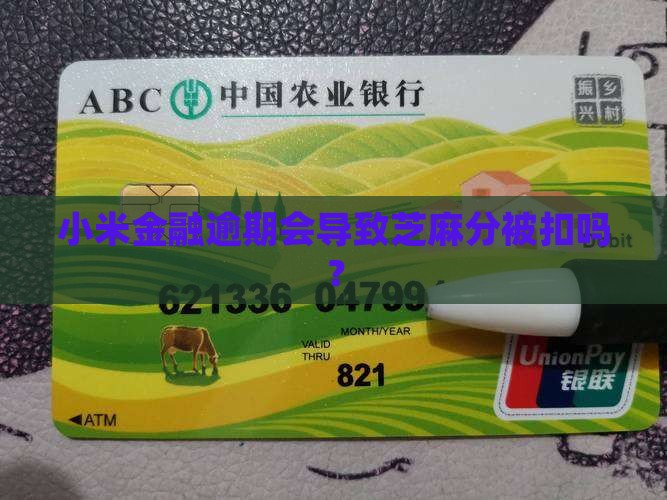 ABC 中国农业银行
振乡
兴村
小米金融逾期会导致芝麻分被扣吗
?
Debit
621336 04799
MONTH/YEAR
VALID
THRU
821
UnionPay
银联
◄ATM